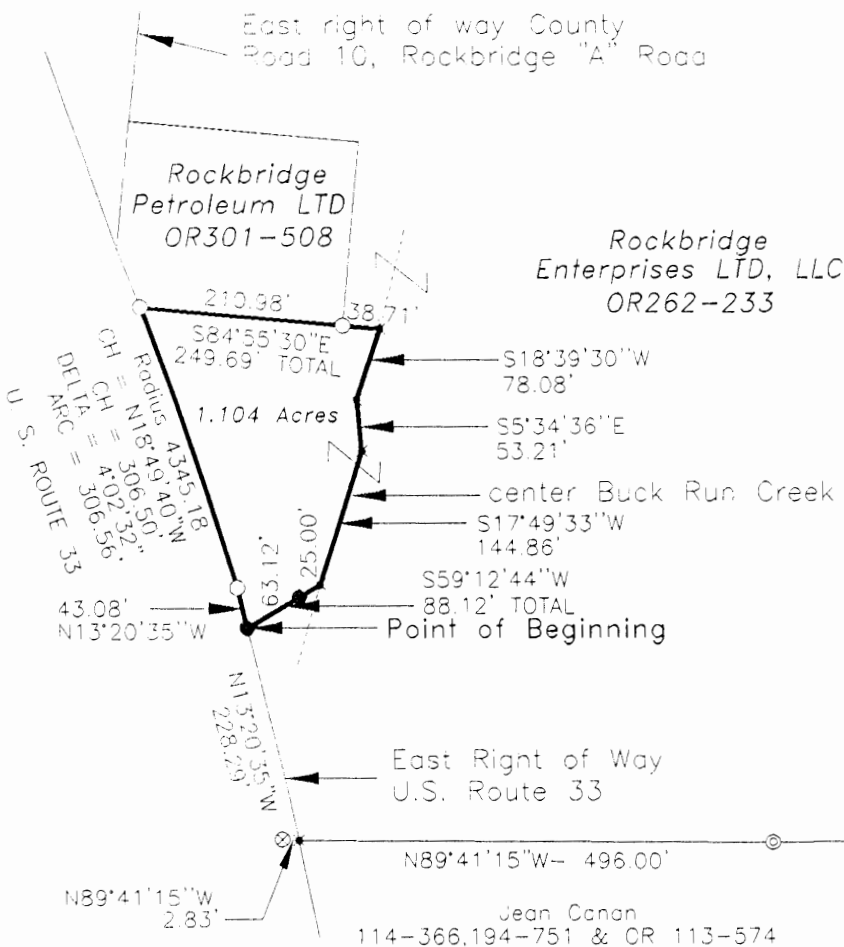 East right of way County
Road 10, Rockbridge "A" Road
Rockbridge
Petroleum LTD
OR301-508
Rockbridge
Enterprises LTD, LLC
OR262-233
210.98'
38.71'
S84°55'30"E
249.69' TOTAL
S18°39'30"W
78.08'
1.104 Acres
S5°34'36"E
53.21'
Radius 4345.18
CH = N18°49'40"W
CH = 306.50'
DELTA = 4°02'32"
ARC = 306.56'
U. S. ROUTE 33
center Buck Run Creek
S17°49'33"W
144.86'
63.12'
25.00'
S59°12'44"W
88.12' TOTAL
43.08'
N13°20'35"W
Point of Beginning
N13°20'35"W
228.29'
East Right of Way
U.S. Route 33
N89°41'15"W- 496.00'
N89°41'15"W
2.83'
Jean Canan
114-366,194-751 & OR 113-574